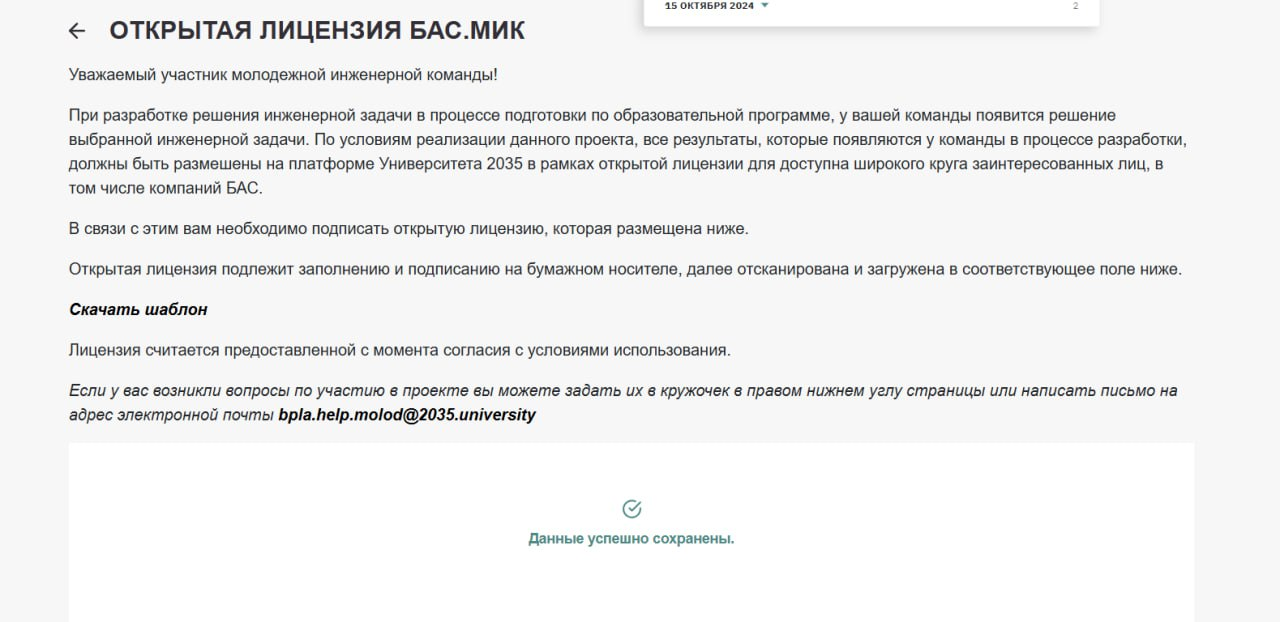 15 ОКТЯБРЯ 2024
2
ОТКРЫТАЯ ЛИЦЕНЗИЯ БАС.МИК
Уважаемый участник молодежной инженерной команды!
При разработке решения инженерной задачи в процессе подготовки по образовательной программе, у вашей команды появится решение
выбранной инженерной задачи. По условиям реализации данного проекта, все результаты, которые появляются у команды в процессе разработки,
должны быть размешены на платформе Университета 2035 в рамках открытой лицензии для доступна широкого круга заинтересованных лиц, в
том числе компаний БАС.
В связи с этим вам необходимо подписать открытую лицензию, которая размещена ниже.
Открытая лицензия подлежит заполнению и подписанию на бумажном носителе, далее отсканирована и загружена в соответствующее поле ниже.
Скачать шаблон
Лицензия считается предоставленной с момента согласия с условиями использования.
Если у вас возникли вопросы по участию в проекте вы можете задать их в кружочек в правом нижнем углу страницы или написать письмо на
адрес электронной почты bpla.help.molod@2035.university
Данные успешно сохранены.